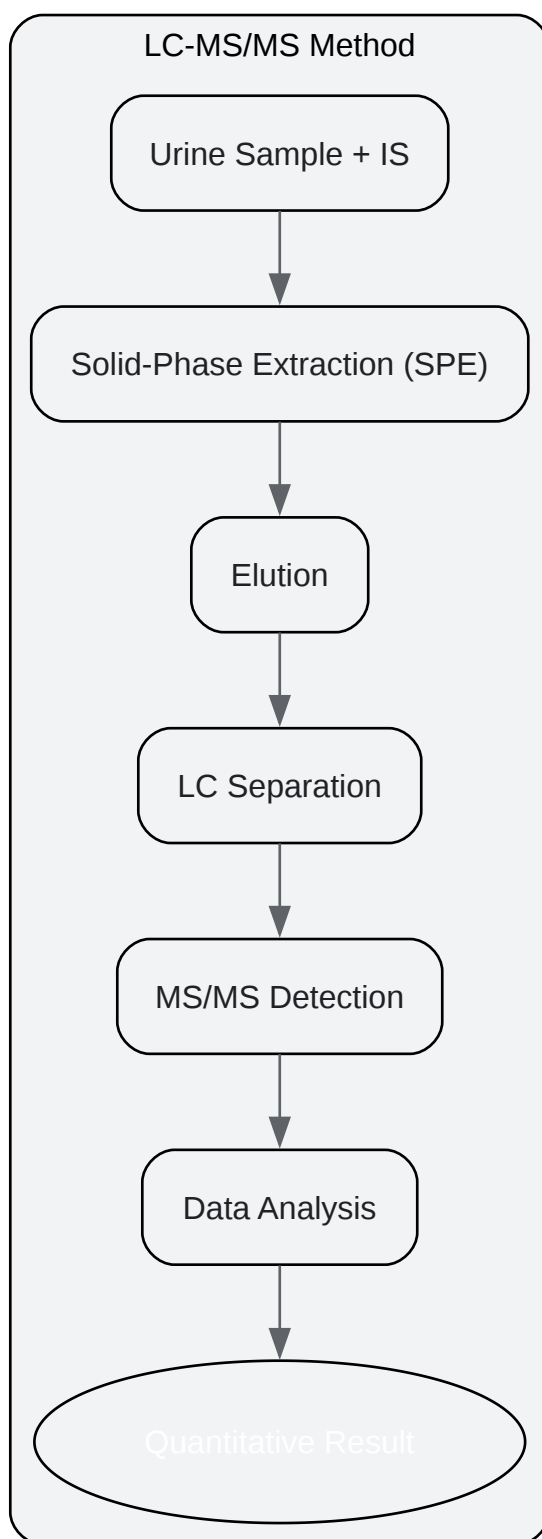 LC-MS/MS Method
Urine Sample + IS
Solid-Phase Extraction (SPE)
Elution
LC Separation
MS/MS Detection
Data Analysis
Quantitative Result